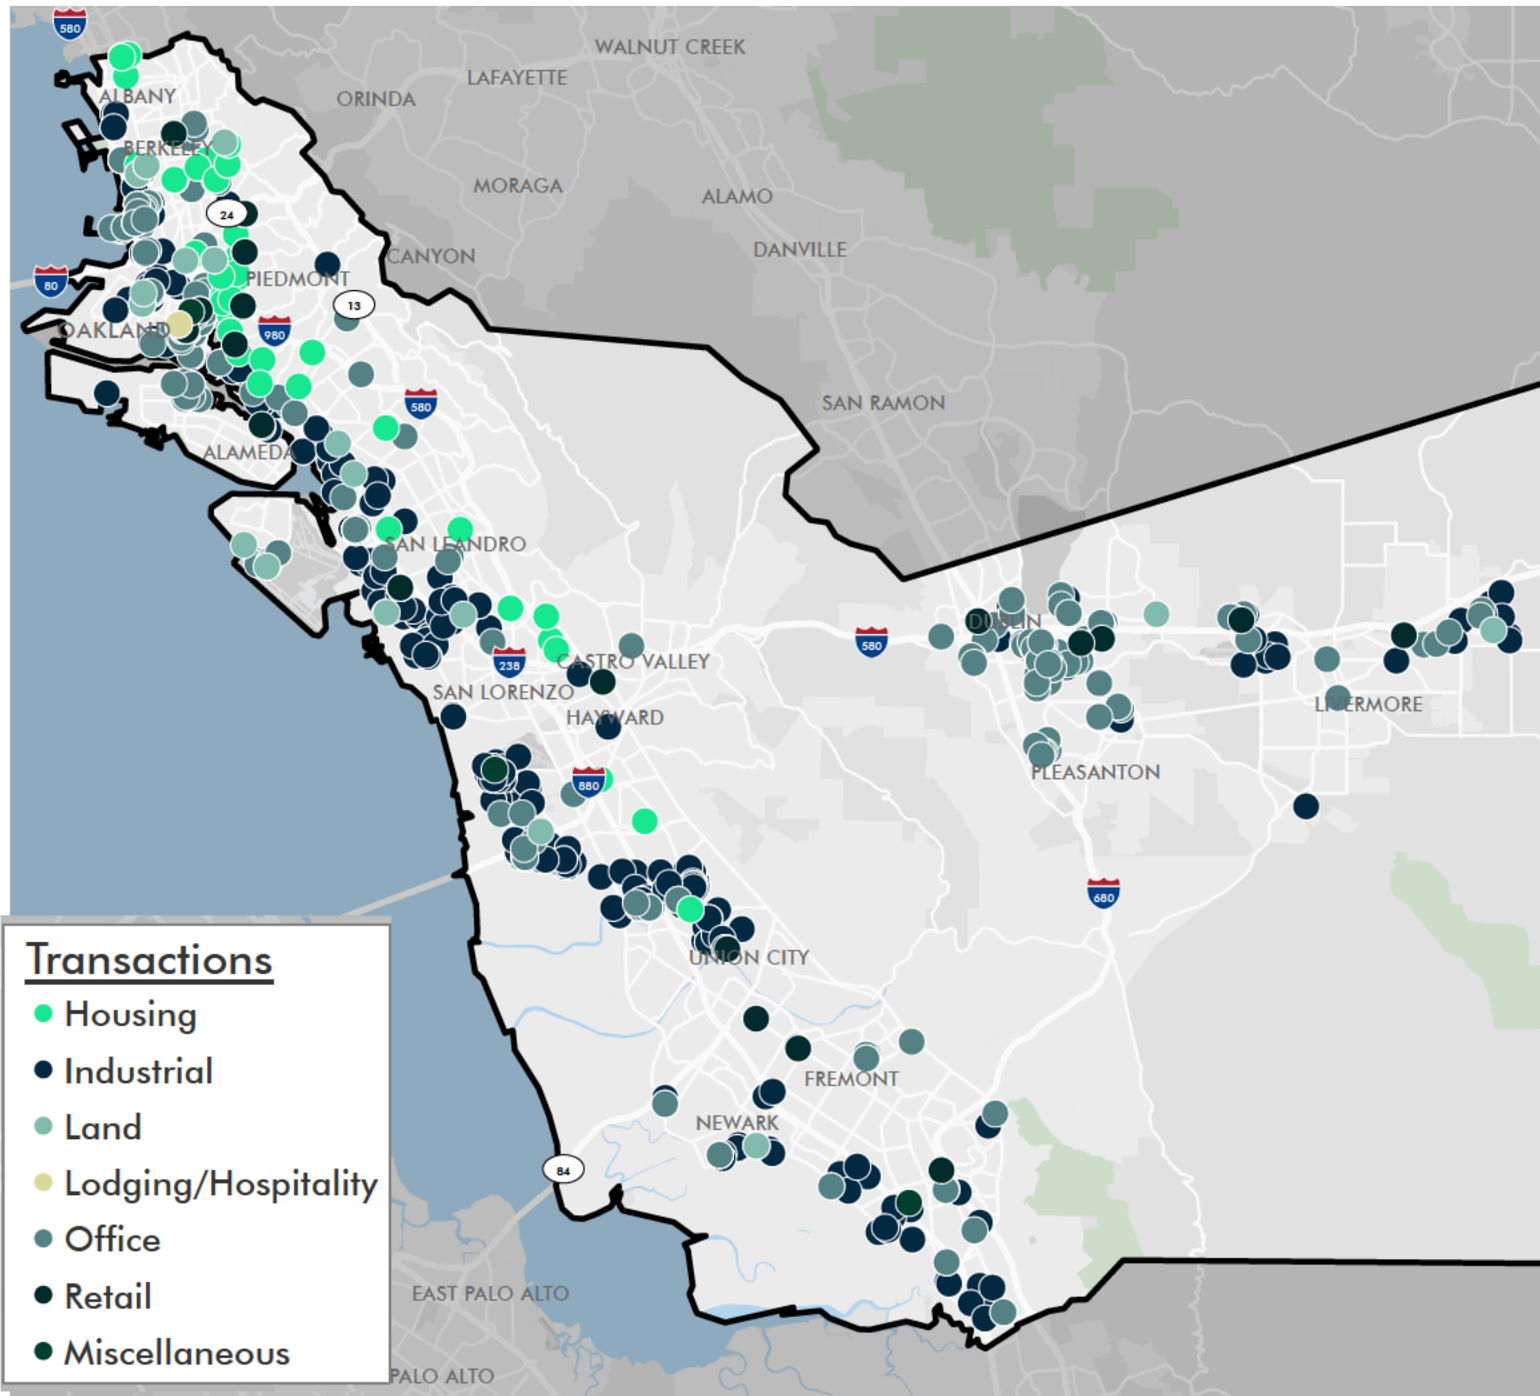 580
WALNUT CREEK
LAFAYETTE
ALBANY
ORINDA
BERKELEY
MORAGA
ALAMO
24
DANVILLE
CANYON
80
PIEDMONT
13
OAKLAND
980
580
SAN RAMON
ALAMEDA
SAN LEANDRO
DUBLIN
580
238
CASTRO VALLEY
SAN LORENZO
LIVERMORE
HAYWARD
PLEASANTON
880
680
UNION CITY
FREMONT
NEWARK
84
EAST PALO ALTO
PALO ALTO
Transactions
Housing
Industrial
Land
Lodging/Hospitality
Office
Retail
Miscellaneous